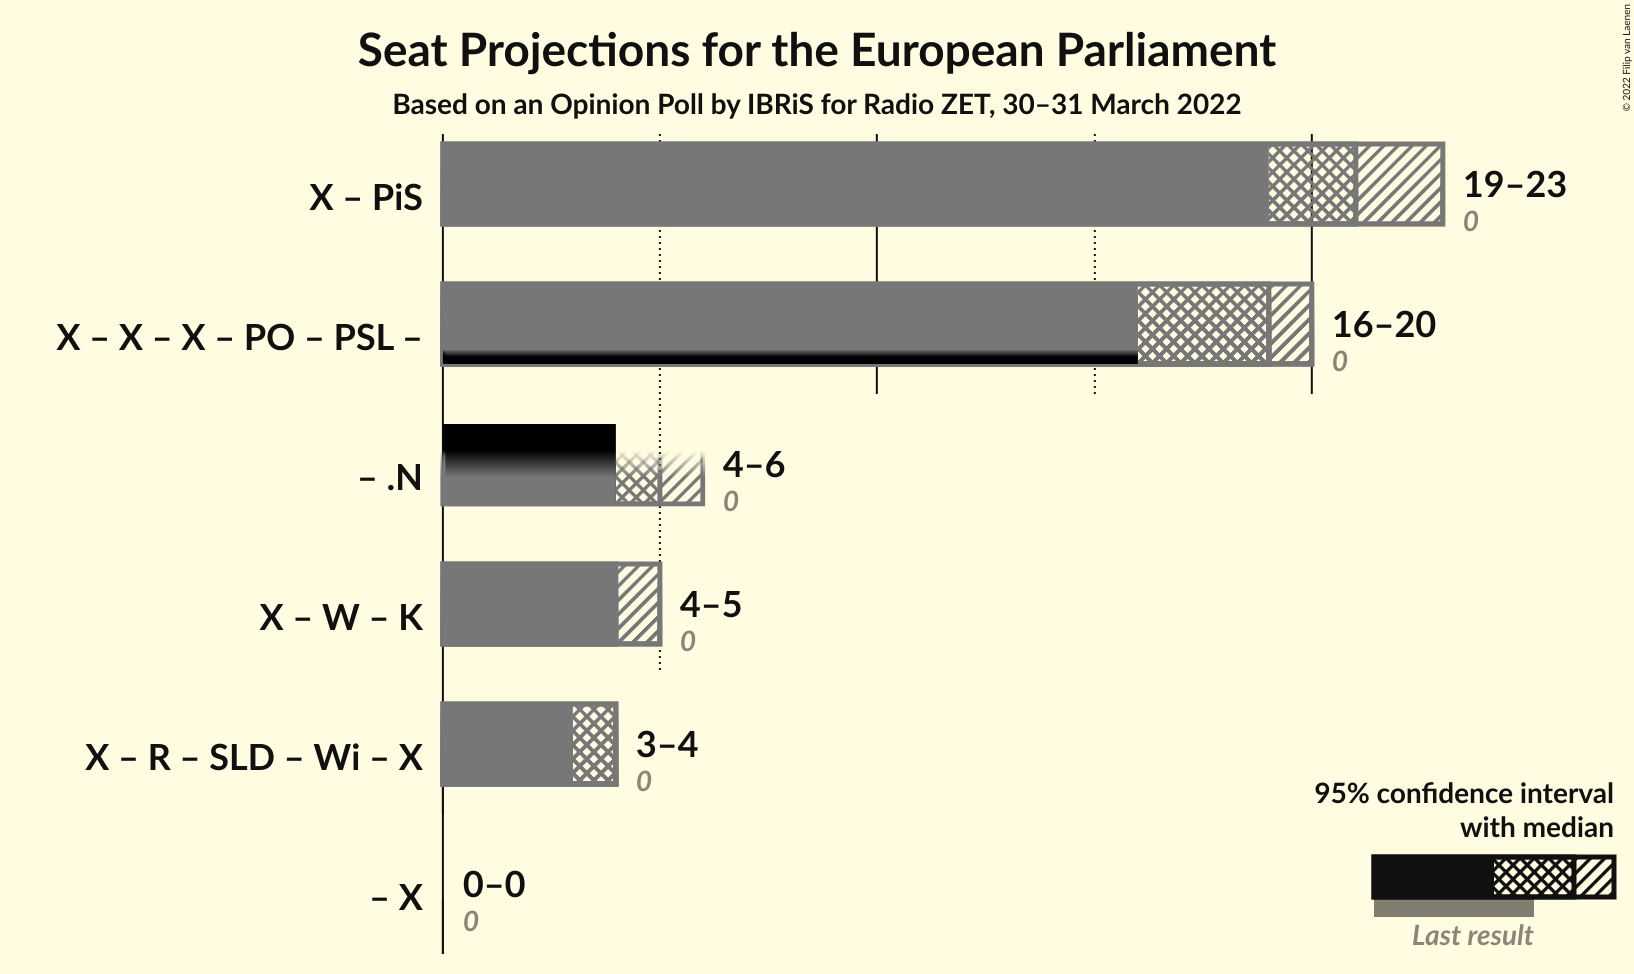 Seat Projections for the European Parliament
Based on an Opinion Poll by IBRiS for Radio ZET, 30–31 March 2022
© 2022 Filip van Laenen
X – PiS
19–23
0
X – X – X – PO – PSL –
16–20
0
– .N
4–6
0
X – W – K
4–5
0
X – R – SLD – Wi – X
3–4
0
– X
0–0
0
95% confidence interval
with median
Last result